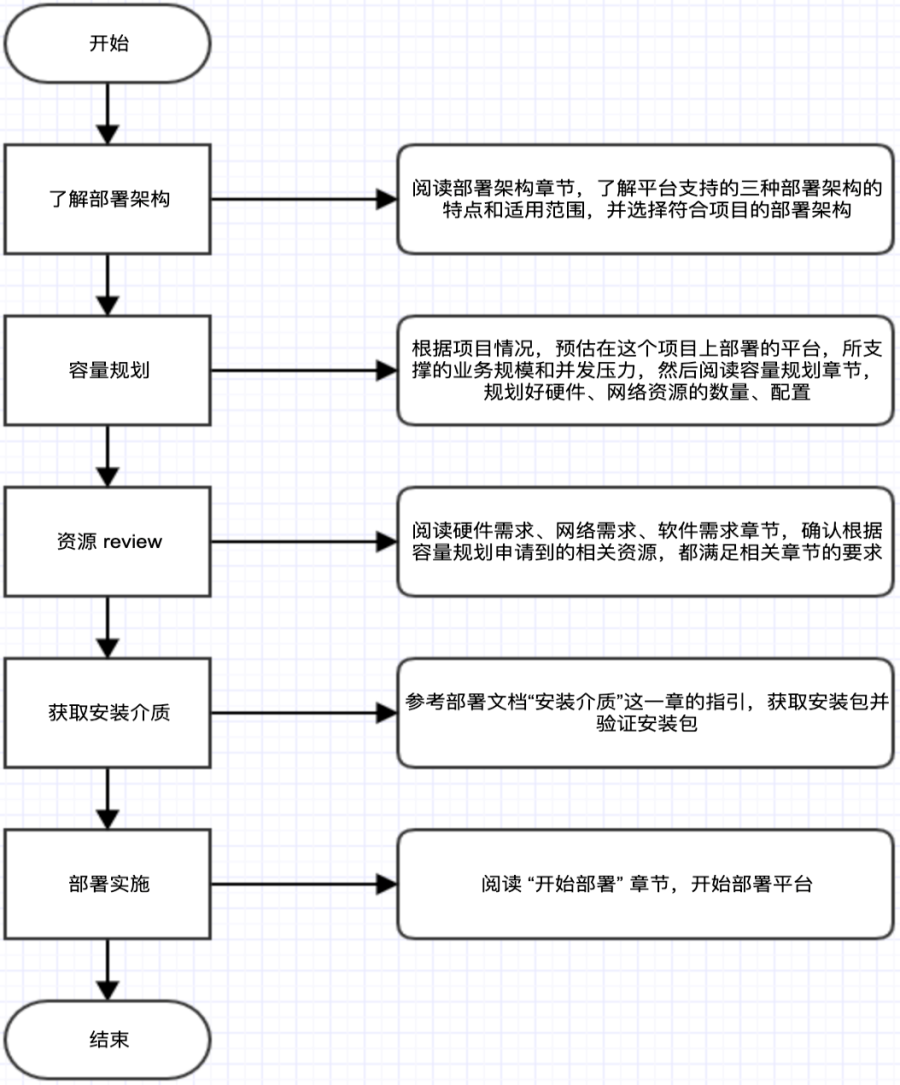 开始
了解部署架构
阅读部署架构章节，了解平台支持的三种部署架构的
特点和适用范围，并选择符合项目的部署架构
容量规划
根据项目情况，预估在这个项目上部署的平台，所支
撑的业务规模和并发压力，然后阅读容量规划章节，
规划好硬件、网络资源的数量、配置
资源 review
阅读硬件需求、网络需求、软件需求章节，确认根据
容量规划申请到的相关资源，都满足相关章节的要求
获取安装介质
参考部署文档“安装介质”这一章的指引，获取安装包并
验证安装包
部署实施
阅读 “开始部署” 章节，开始部署平台
结束